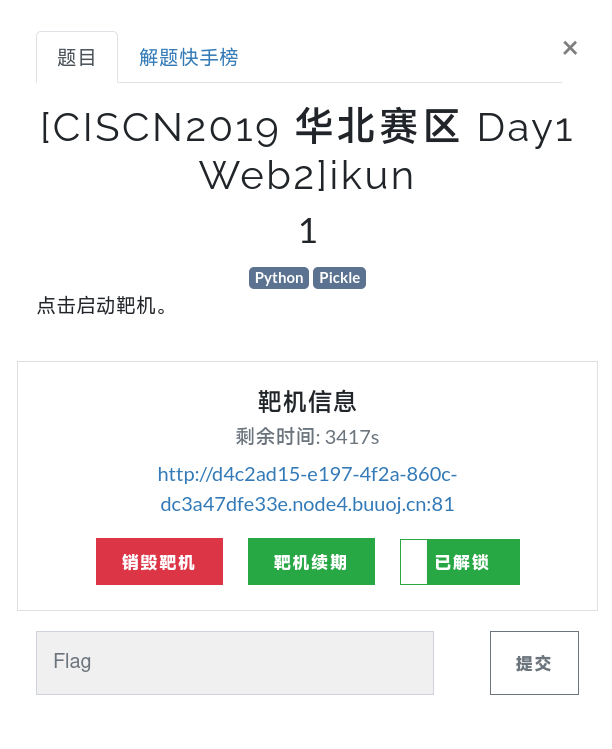 题目 解题快手榜 ×
[CISCN2019 华北赛区 Day1
Web2]ikun
1
Python Pickle
点击启动靶机。
靶机信息
剩余时间: 3417s
http://d4c2ad15-e197-4f2a-860c-
dc3a47dfe33e.node4.buuoj.cn:81
销毁靶机 靶机续期 已解锁
Flag 提交